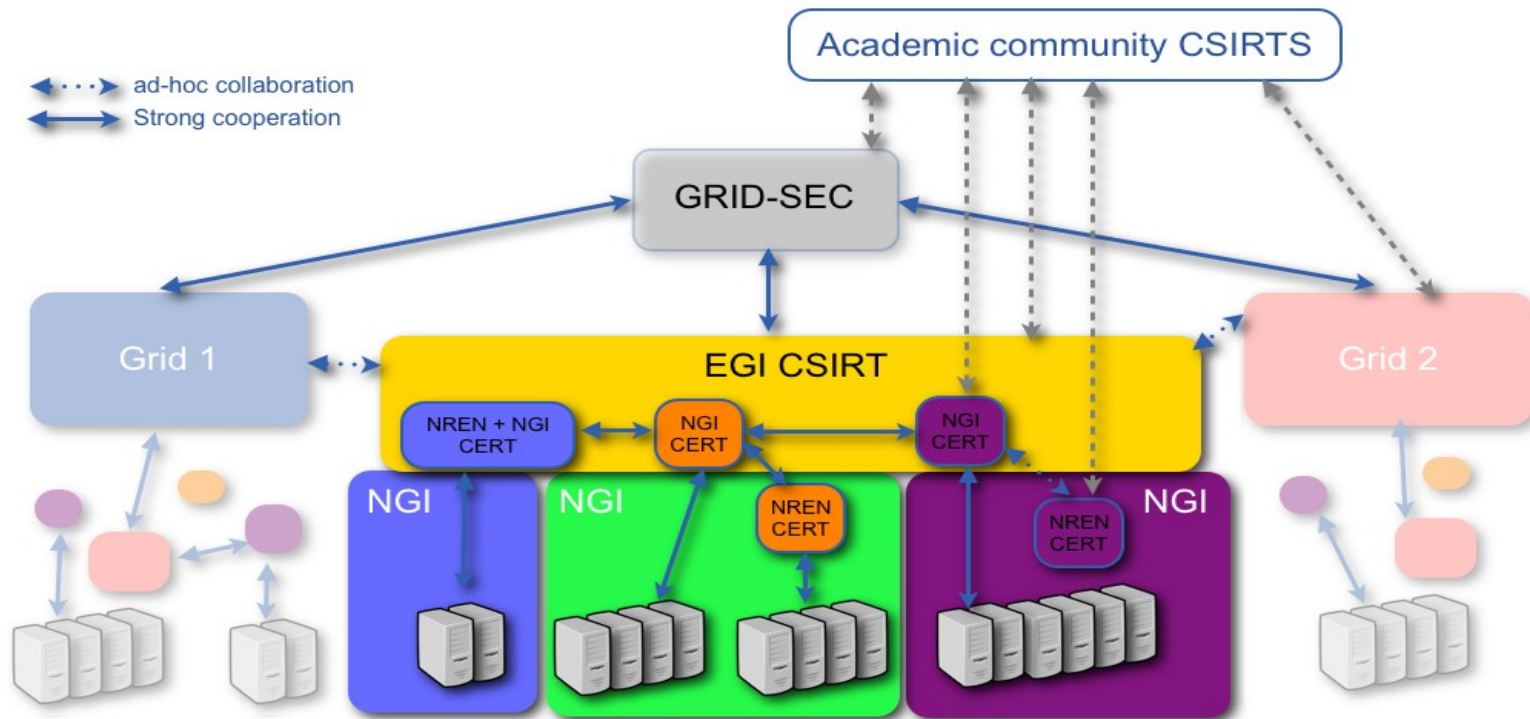 Academic community CSIRTS
ad-hoc collaboration
Strong cooperation
GRID-SEC
Grid 1
EGI CSIRT
Grid 2
NREN + NGI
CERT
NGI
CERT
NGI
CERT
NGI
NGI
NREN
CERT
NREN
CERT
NGI